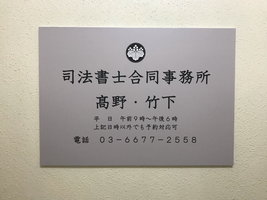 司法書士合同事務所
髙野・竹下
平　日　午前９時～午後６時
上記日時以外でも予約対応可
電話　０３－６６７７－２５５８